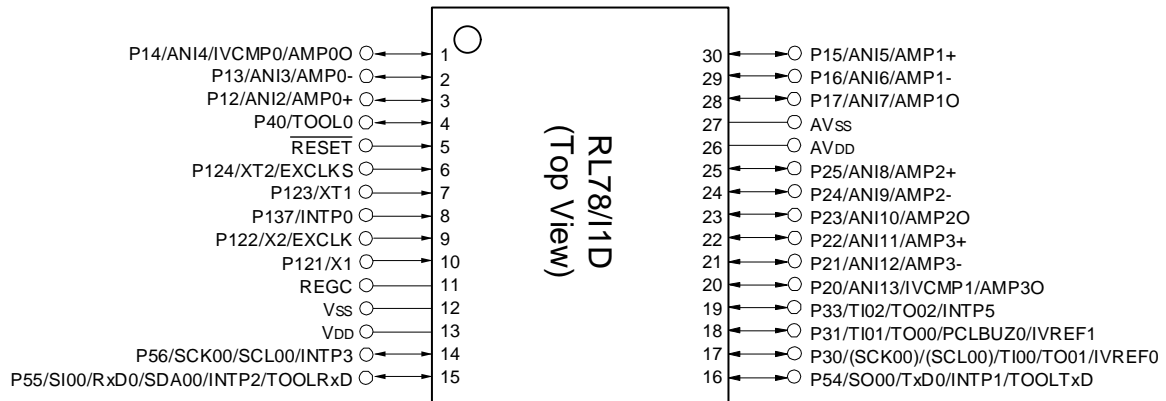 P14/ANI4/IVCMP0/AMP0O 1
P13/ANI3/AMP0- 2
P12/ANI2/AMP0+ 3
P40/TOOL0 4
RESET 5
P124/XT2/EXCLKS 6
P123/XT1 7
P137/INTP0 8
P122/X2/EXCLK 9
P121/X1 10
REGC 11
VSS 12
VDD 13
P56/SCK00/SCL00/INTP3 14
P55/SI00/RxD0/SDA00/INTP2/TOOLRxD 15
RL78/I1D
(Top View)
30 P15/ANI5/AMP1+
29 P16/ANI6/AMP1-
28 P17/ANI7/AMP1O
27 AVSS
26 AVDD
25 P25/ANI8/AMP2+
24 P24/ANI9/AMP2-
23 P23/ANI10/AMP2O
22 P22/ANI11/AMP3+
21 P21/ANI12/AMP3-
20 P20/ANI13/IVCMP1/AMP3O
19 P33/TI02/TO02/INTP5
18 P31/TI01/TO00/PCLBUZ0/IVREF1
17 P30/(SCK00)/(SCL00)/TI00/TO01/IVREF0
16 P54/SO00/TxD0/INTP1/TOOLTxD